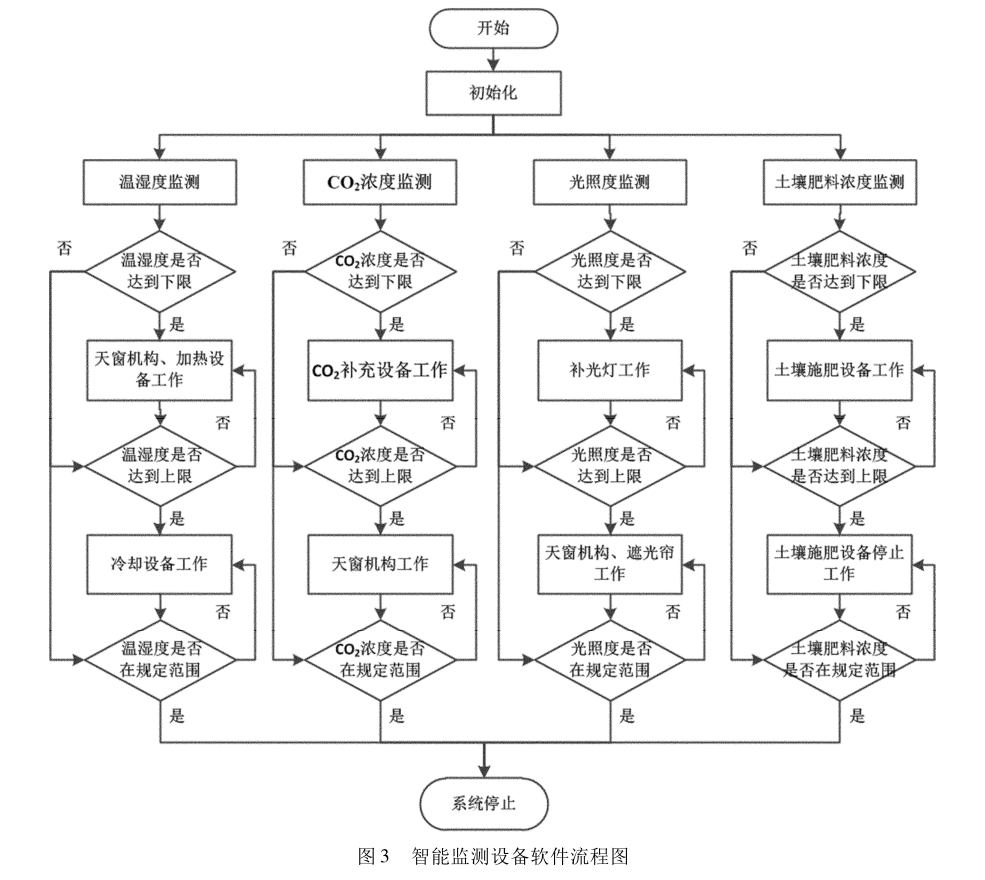 开始
初始化
温湿度监测
CO₂浓度监测
光照度监测
土壤肥料浓度监测
否
温湿度是否
达到下限
是
否
CO₂浓度是否
达到下限
是
否
光照度是否
达到下限
是
否
土壤肥料浓度
是否达到下限
是
天窗机构、加热设
备工作
CO₂补充设备工作
补光灯工作
土壤施肥设备工作
否
温湿度是否
达到上限
是
否
CO₂浓度是否
达到上限
是
否
光照度是否
达到上限
是
否
土壤肥料浓度
是否达到上限
是
冷却设备工作
天窗机构工作
天窗机构、遮光帘
工作
土壤施肥设备停止
工作
否
温湿度是否
在规定范围
是
否
CO₂浓度是否
在规定范围
是
否
光照度是否
在规定范围
是
否
土壤肥料浓度
是否在规定范围
是
系统停止
图 3 智能监测设备软件流程图